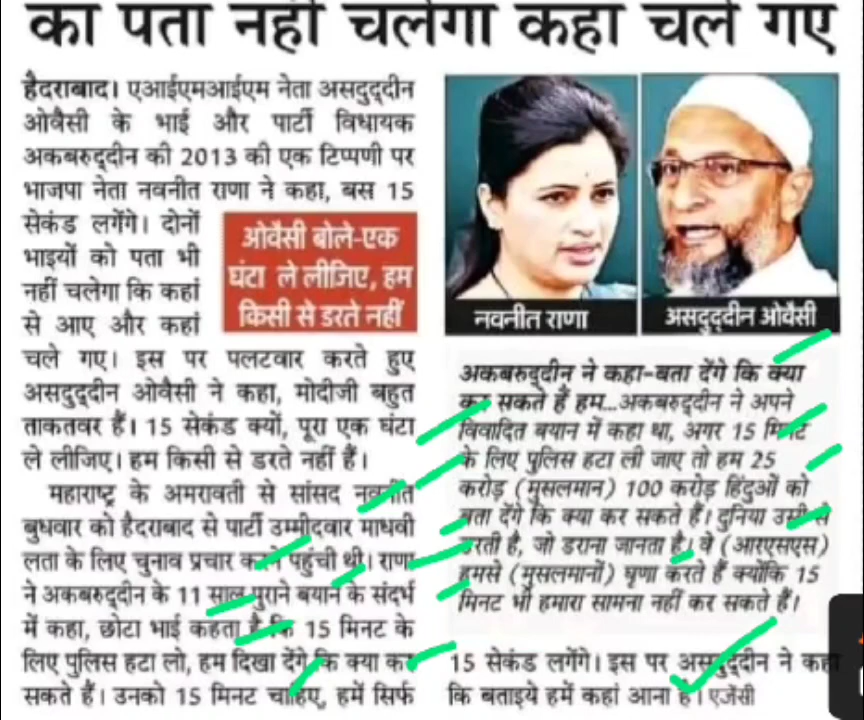 का पता नहीं चलेगा कहां चले गए
हैदराबाद। एआईएमआईएम नेता असदुद्दीन
ओवैसी के भाई और पार्टी विधायक
अकबरुद्दीन की 2013 की एक टिप्पणी पर
भाजपा नेता नवनीत राणा ने कहा, बस 15
सेकंड लगेंगे। दोनों
भाइयों को पता भी
नहीं चलेगा कि कहां
से आए और कहां
चले गए। इस पर पलटवार करते हुए
असदुद्दीन ओवैसी ने कहा, मोदीजी बहुत
ताकतवर हैं। 15 सेकंड क्यों, पूरा एक घंटा
ले लीजिए। हम किसी से डरते नहीं हैं।
ओवैसी बोले-एक
घंटा ले लीजिए, हम
किसी से डरते नहीं
महाराष्ट्र के अमरावती से सांसद नवनीत
बुधवार को हैदराबाद से पार्टी उम्मीदवार माधवी
लता के लिए चुनाव प्रचार करने पहुंची थी। राणा
ने अकबरुद्दीन के 11 साल पुराने बयान के संदर्भ
में कहा, छोटा भाई कहता है कि 15 मिनट के
लिए पुलिस हटा लो, हम दिखा देंगे कि क्या कर
सकते हैं। उनको 15 मिनट चाहिए, हमें सिर्फ
नवनीत राणा
असदुद्दीन ओवैसी
अकबरुद्दीन ने कहा-बता देंगे कि क्या
कर सकते हैं हम...अकबरुद्दीन ने अपने
विवादित बयान में कहा था, अगर 15 मिनट
के लिए पुलिस हटा ली जाए तो हम 25
करोड़ (मुसलमान) 100 करोड़ हिंदुओं को
बता देंगे कि क्या कर सकते हैं। दुनिया उसी से
डरती है, जो डराना जानता है। वे (आरएसएस)
हमसे (मुसलमानों) घृणा करते हैं क्योंकि 15
मिनट भी हमारा सामना नहीं कर सकते हैं।
15 सेकंड लगेंगे। इस पर असदुद्दीन ने कहा
कि बताइये हमें कहां आना है। एजेंसी